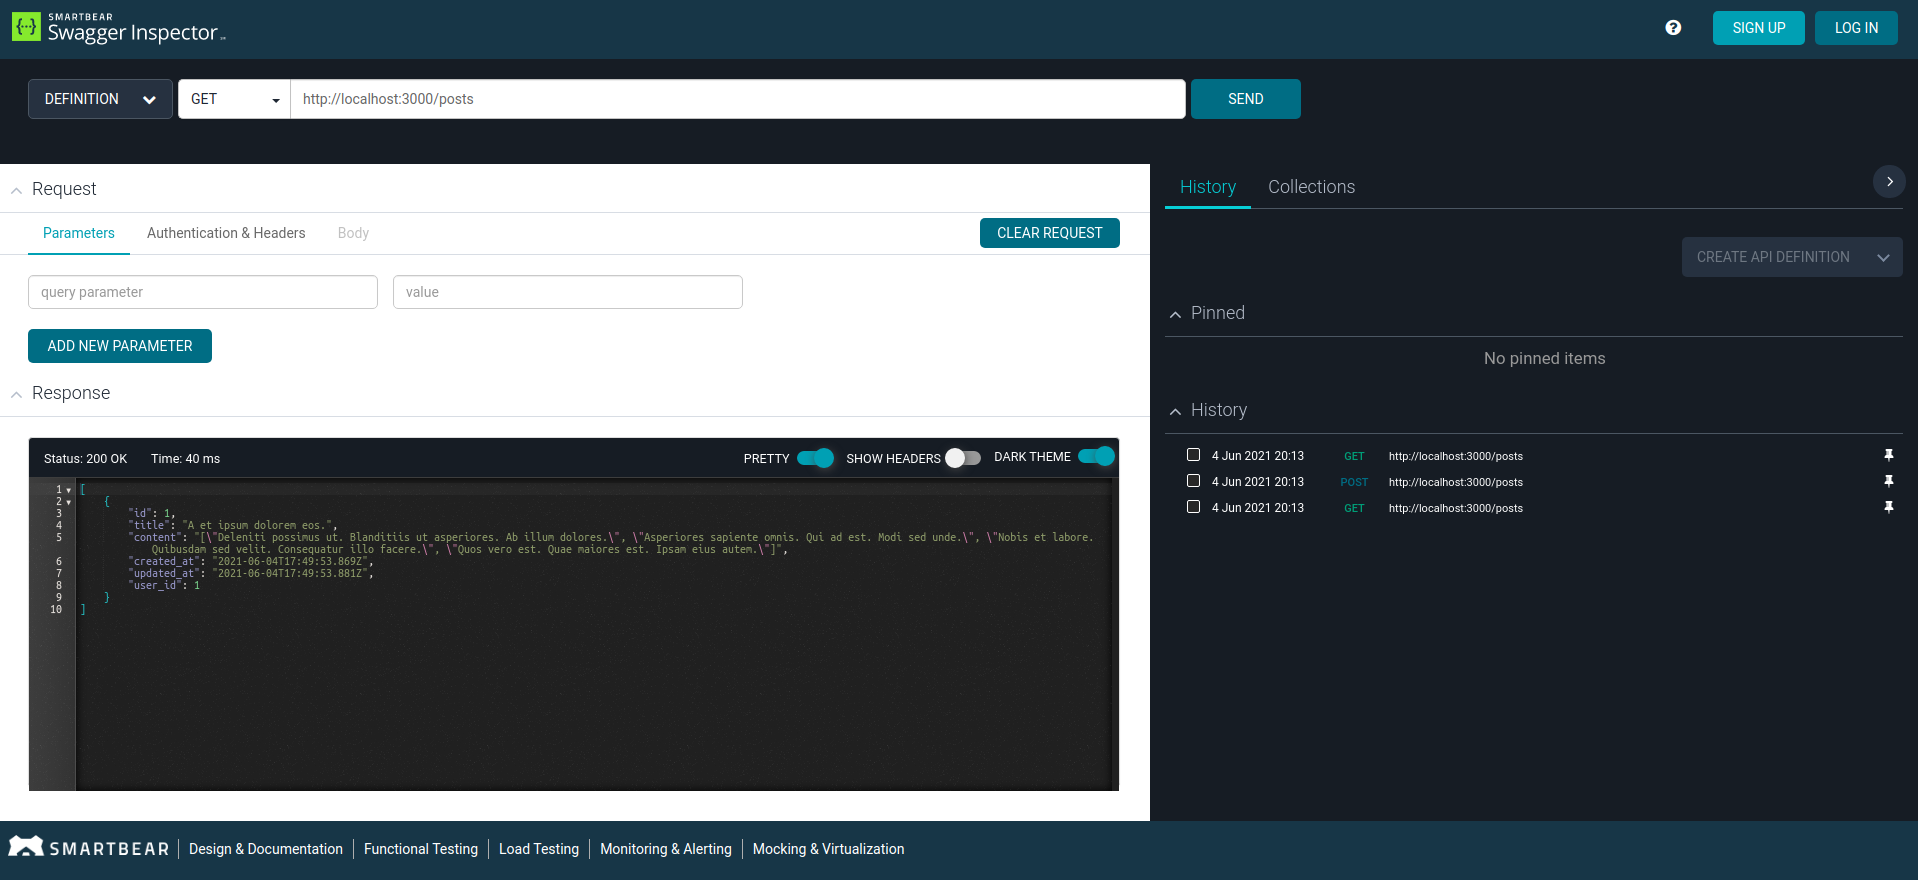 SMARTBEAR
Swagger Inspector
SIGN UP
LOG IN
DEFINITION
GET
http://localhost:3000/posts
SEND
Request
Parameters
Authentication & Headers
Body
CLEAR REQUEST
query parameter
value
ADD NEW PARAMETER
Response
Status: 200 OK
Time: 40 ms
PRETTY
SHOW HEADERS
DARK THEME
1 [
2 {
3 "id": 1,
4 "title": "A et ipsum dolorem eos.",
5 "content": "[\"Deleniti possimus ut. Blanditiis ut asperiores. Ab illum dolores.\", \"Asperiores sapiente omnis. Qui ad est. Modi sed unde.\", \"Nobis et labore.
Quibusdam sed velit. Consequatur illo facere.\", \"Quos vero est. Quae maiores est. Ipsam eius autem.\"]",
6 "created_at": "2021-06-04T17:49:53.869Z",
7 "updated_at": "2021-06-04T17:49:53.881Z",
8 "user_id": 1
9 }
10 ]
History
Collections
CREATE API DEFINITION
Pinned
No pinned items
History
4 Jun 2021 20:13 GET http://localhost:3000/posts
4 Jun 2021 20:13 POST http://localhost:3000/posts
4 Jun 2021 20:13 GET http://localhost:3000/posts
SMARTBEAR
Design & Documentation
Functional Testing
Load Testing
Monitoring & Alerting
Mocking & Virtualization